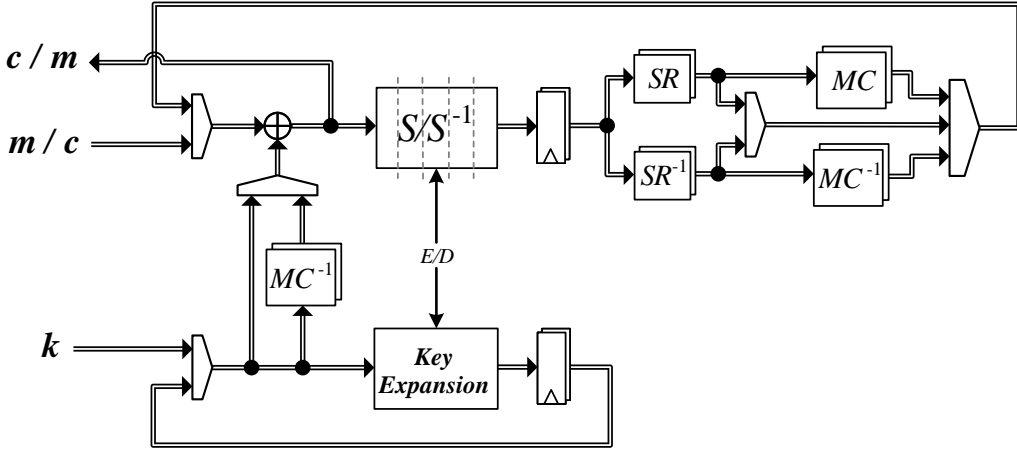 c / m
m / c
S/S⁻¹
SR
MC
SR⁻¹
MC⁻¹
E/D
MC⁻¹
k
Key
Expansion